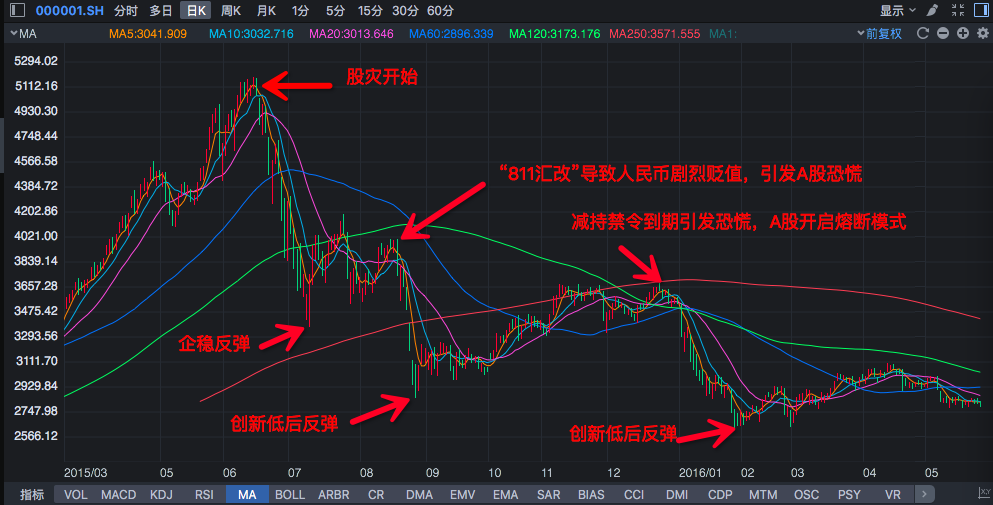 000001.SH 分时 多日 日K 周K 月K 1分 5分 15分 30分 60分 显示
MA MA5:3041.909 MA10:3032.716 MA20:3013.646 MA60:2896.339 MA120:3173.176 MA250:3571.555 MA1: 前复权
5294.02
股灾开始
5112.16
4930.30
4748.44
4566.58
“811汇改”导致人民币剧烈贬值，引发A股恐慌
4384.72
4202.86
减持禁令到期引发恐慌，A股开启熔断模式
4021.00
3839.14
3657.28
3475.42
3293.56
企稳反弹
3111.70
2929.84
2747.98
创新低后反弹
创新低后反弹
2566.12
2015/03 05 06 07 08 09 10 11 12 2016/01 02 03 04 05
指标 VOL MACD KDJ RSI MA BOLL ARBR CR DMA EMV EMA SAR BIAS CCI DMI CDP MTM OSC PSY VR